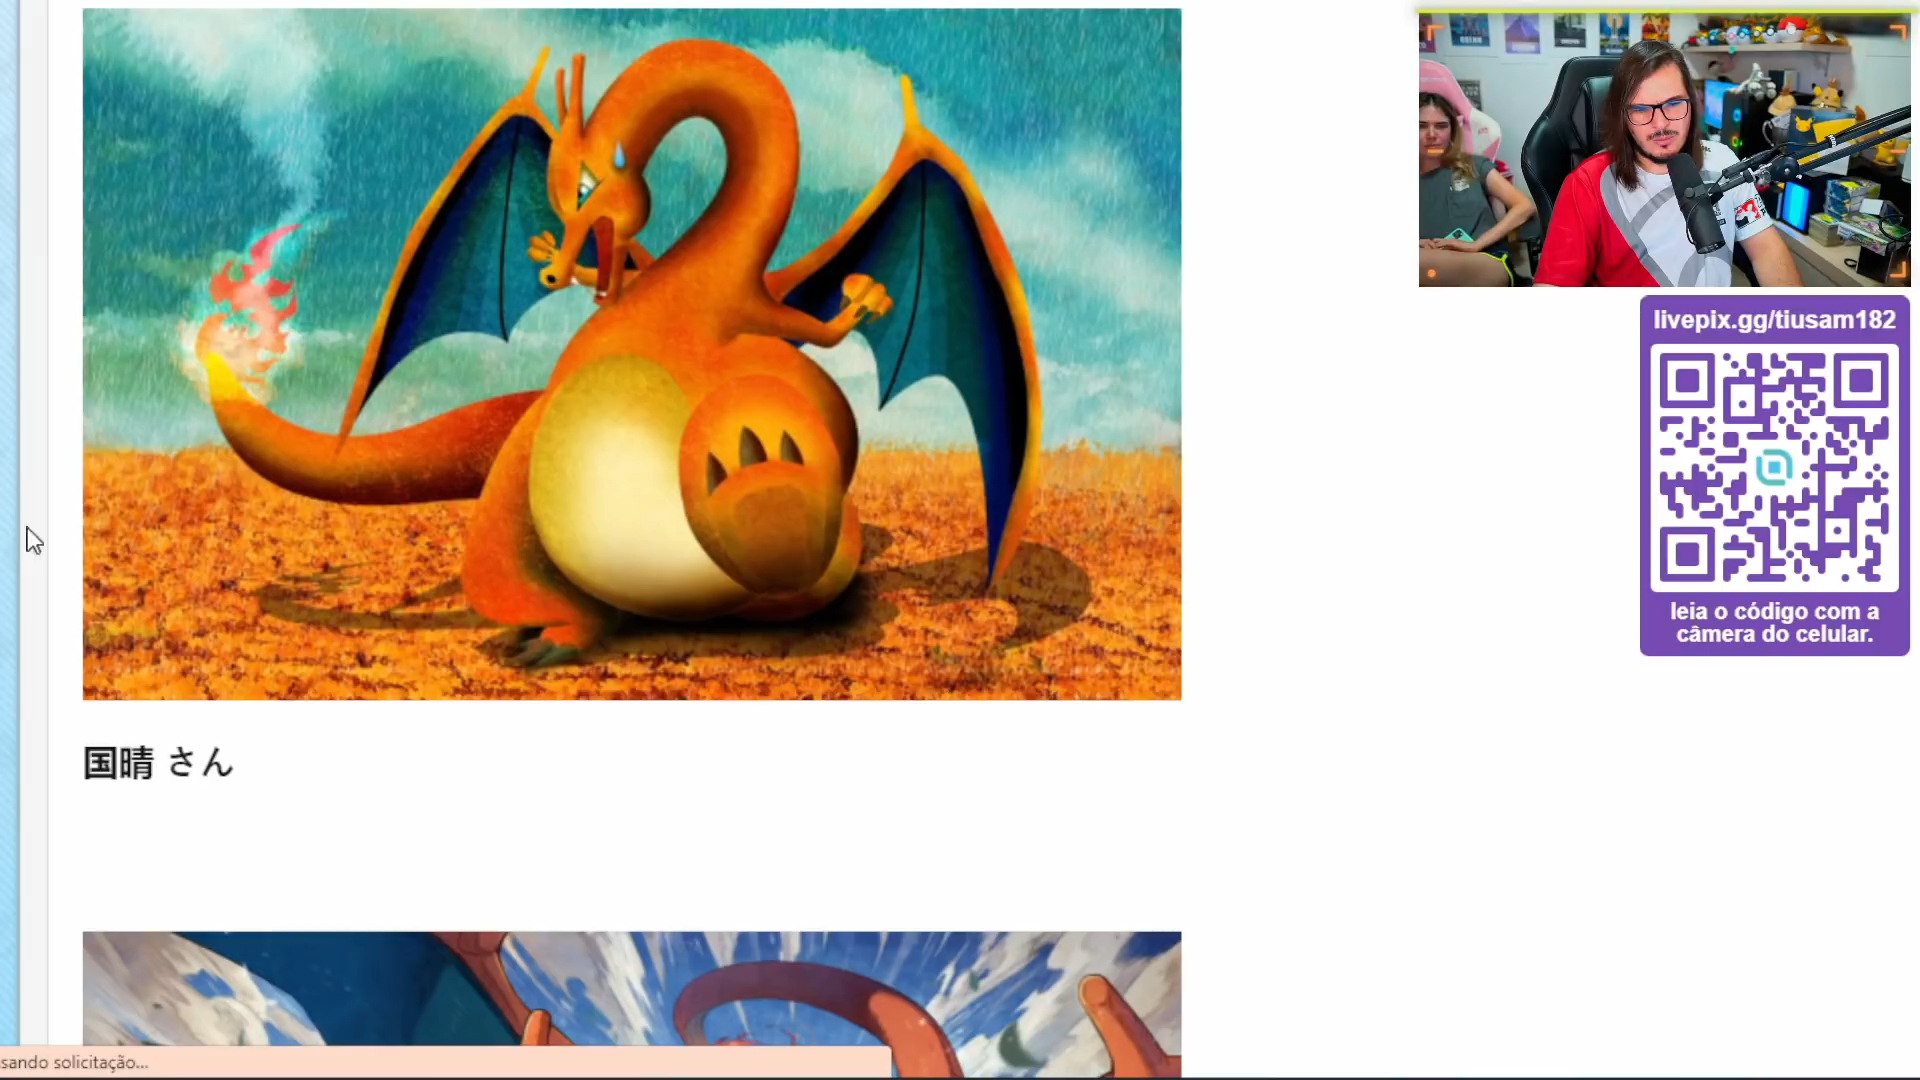 livepix.gg/tiusam182
leia o código com a
câmera do celular.
国晴 さん
sando solicitação...